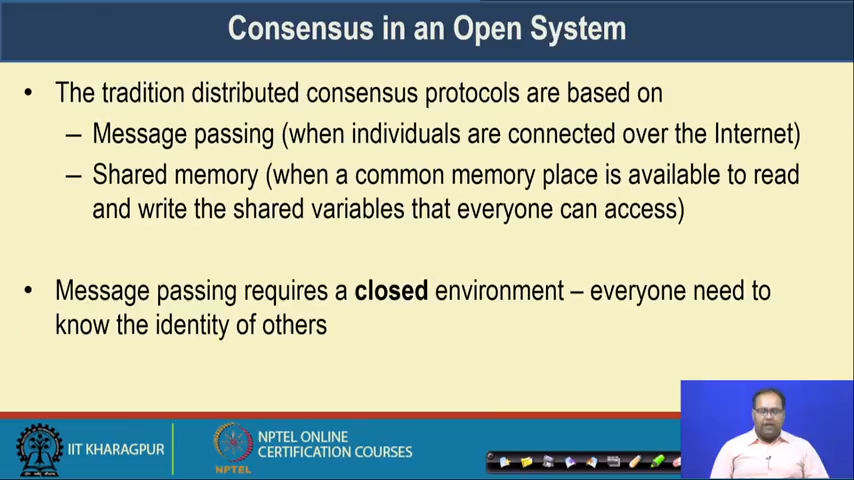 Consensus in an Open System
• The tradition distributed consensus protocols are based on
– Message passing (when individuals are connected over the Internet)
– Shared memory (when a common memory place is available to read
and write the shared variables that everyone can access)
• Message passing requires a closed environment – everyone need to
know the identity of others
IIT KHARAGPUR
NPTEL
NPTEL ONLINE
CERTIFICATION COURSES